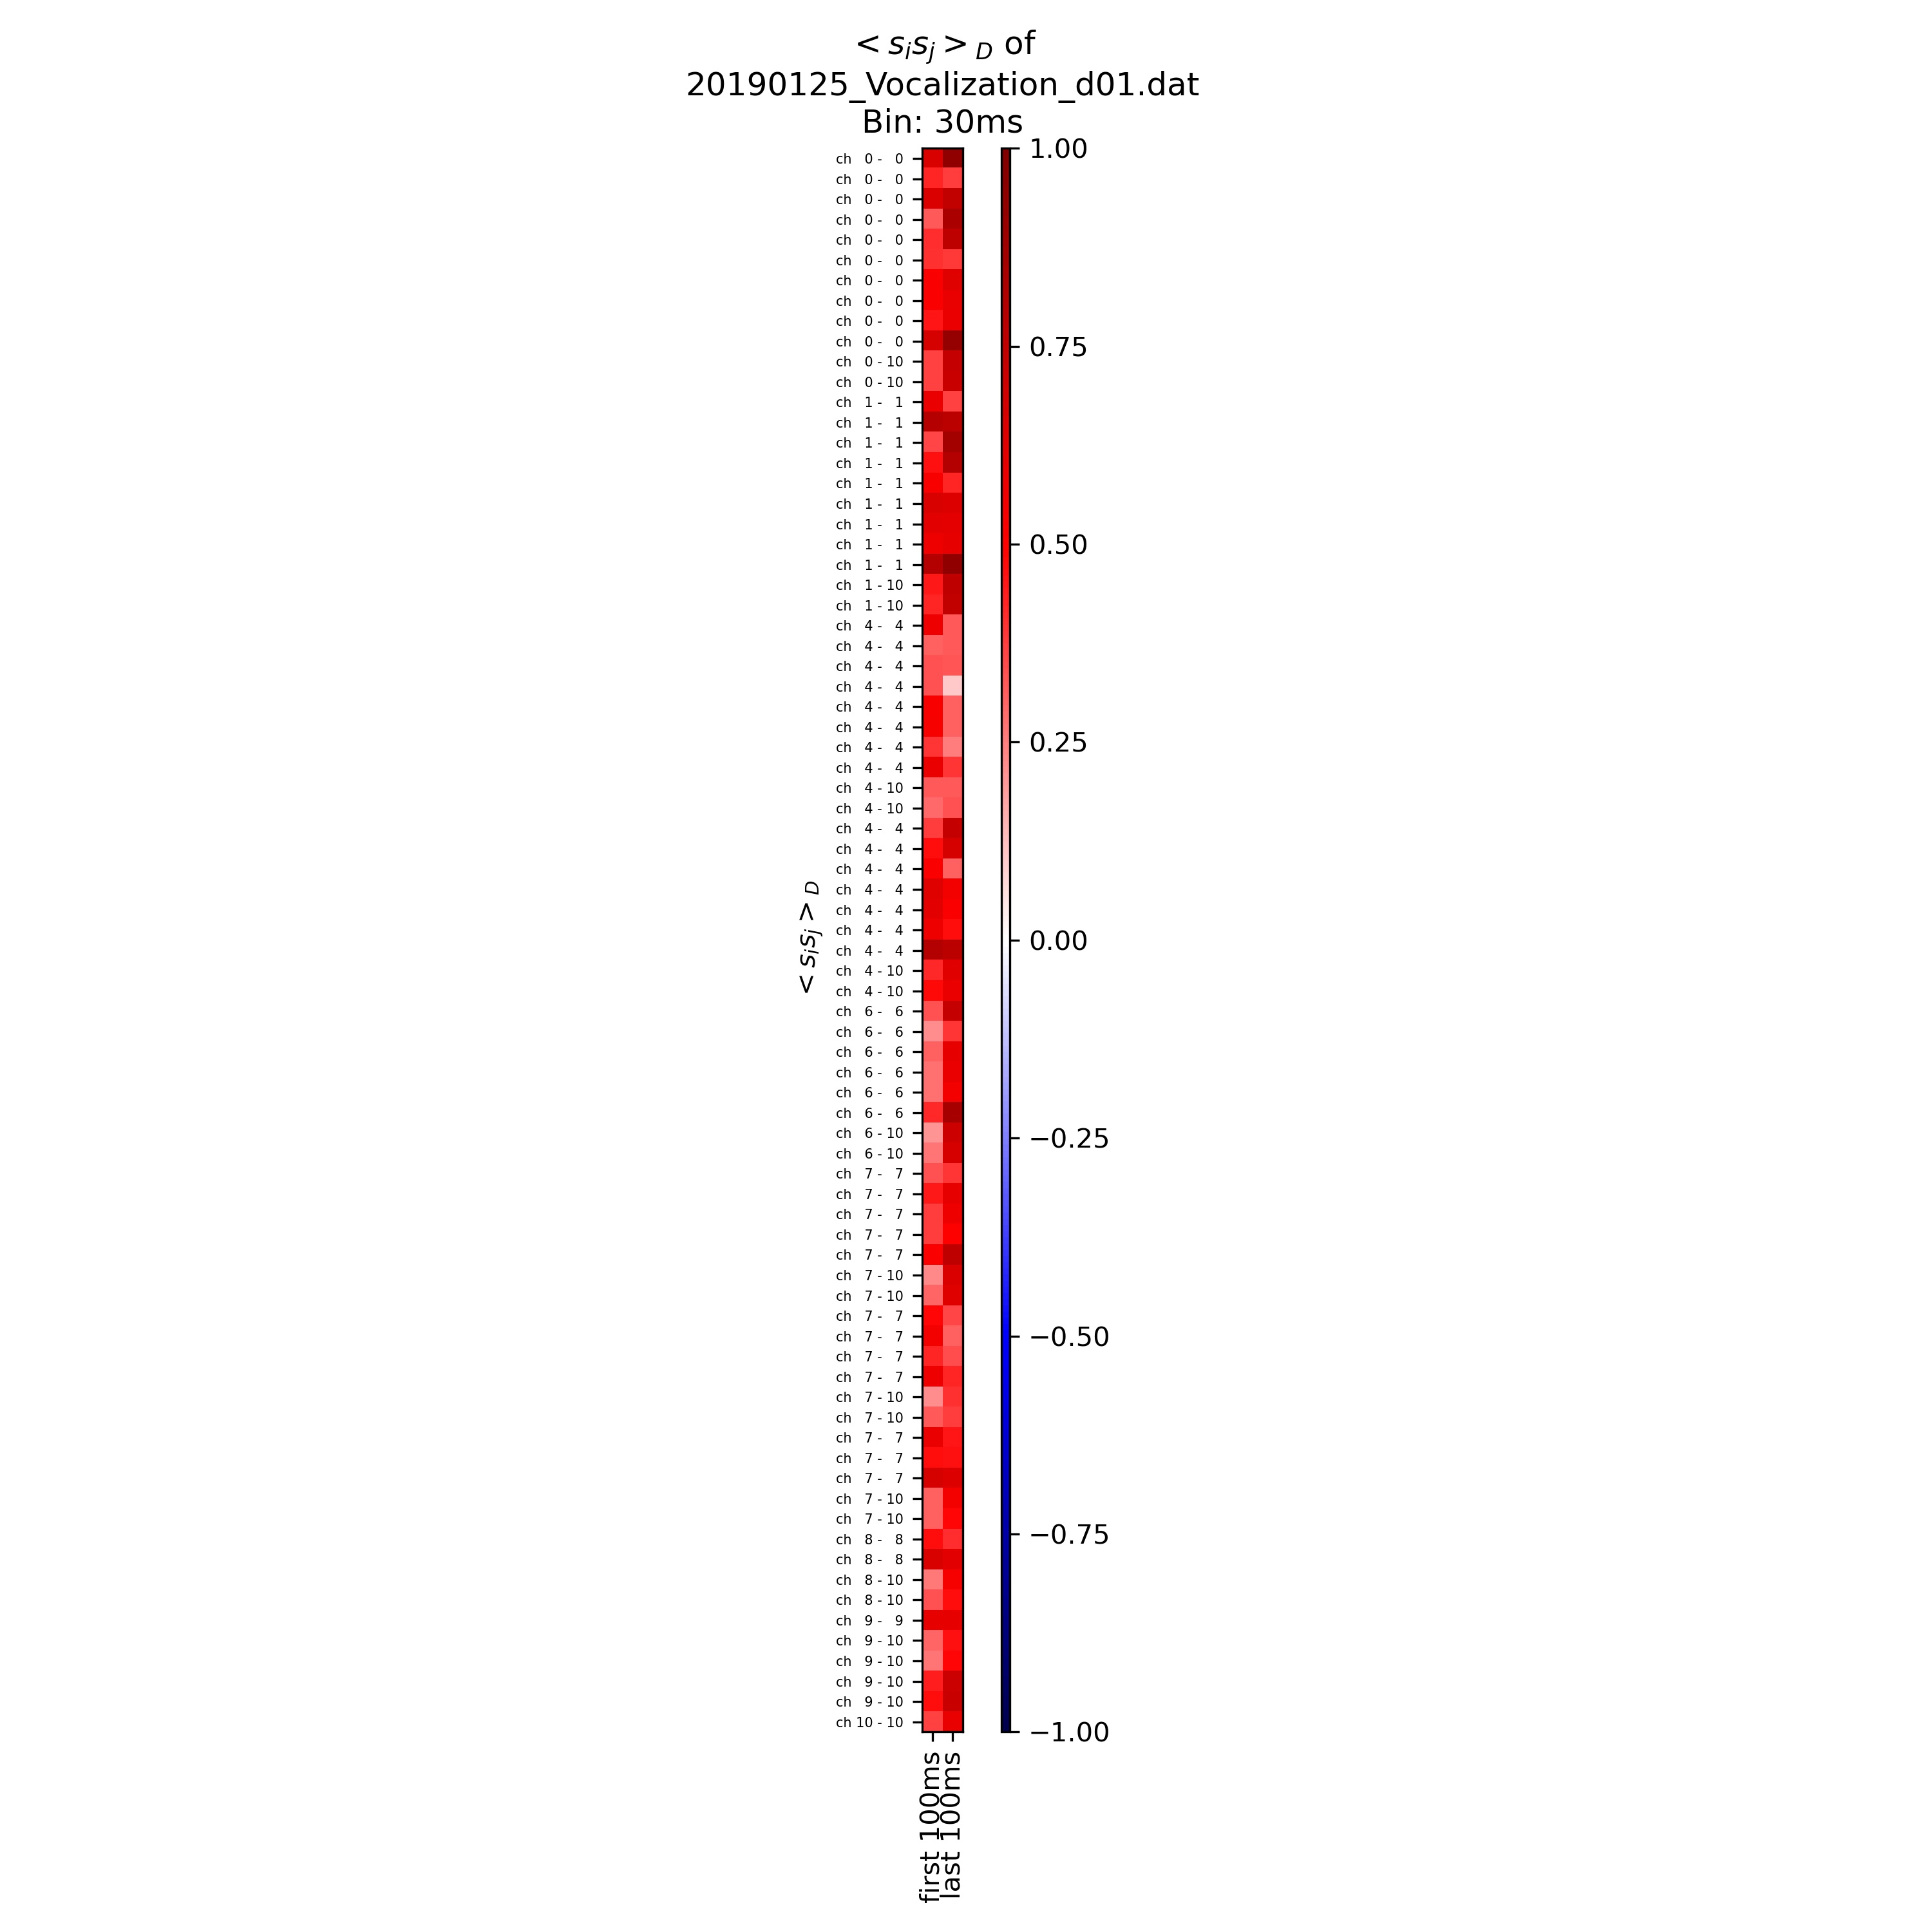 < s_i s_j >_D of
20190125_Vocalization_d01.dat
Bin: 30ms
ch 0 - 0
ch 0 - 0
ch 0 - 0
ch 0 - 0
ch 0 - 0
ch 0 - 0
ch 0 - 0
ch 0 - 0
ch 0 - 0
ch 0 - 0
ch 0 - 10
ch 0 - 10
ch 1 - 1
ch 1 - 1
ch 1 - 1
ch 1 - 1
ch 1 - 1
ch 1 - 1
ch 1 - 1
ch 1 - 1
ch 1 - 1
ch 1 - 10
ch 1 - 10
ch 4 - 4
ch 4 - 4
ch 4 - 4
ch 4 - 4
ch 4 - 4
ch 4 - 4
ch 4 - 4
ch 4 - 4
ch 4 - 10
ch 4 - 10
ch 4 - 4
ch 4 - 4
ch 4 - 4
ch 4 - 4
ch 4 - 4
ch 4 - 4
ch 4 - 4
ch 4 - 10
ch 4 - 10
ch 6 - 6
ch 6 - 6
ch 6 - 6
ch 6 - 6
ch 6 - 6
ch 6 - 6
ch 6 - 10
ch 6 - 10
ch 7 - 7
ch 7 - 7
ch 7 - 7
ch 7 - 7
ch 7 - 7
ch 7 - 10
ch 7 - 10
ch 7 - 7
ch 7 - 7
ch 7 - 7
ch 7 - 7
ch 7 - 10
ch 7 - 10
ch 7 - 7
ch 7 - 7
ch 7 - 7
ch 7 - 10
ch 7 - 10
ch 8 - 8
ch 8 - 8
ch 8 - 10
ch 8 - 10
ch 9 - 9
ch 9 - 10
ch 9 - 10
ch 9 - 10
ch 9 - 10
ch 10 - 10
< s_i s_j >_D
first 100ms
last 100ms
1.00
0.75
0.50
0.25
0.00
−0.25
−0.50
−0.75
−1.00